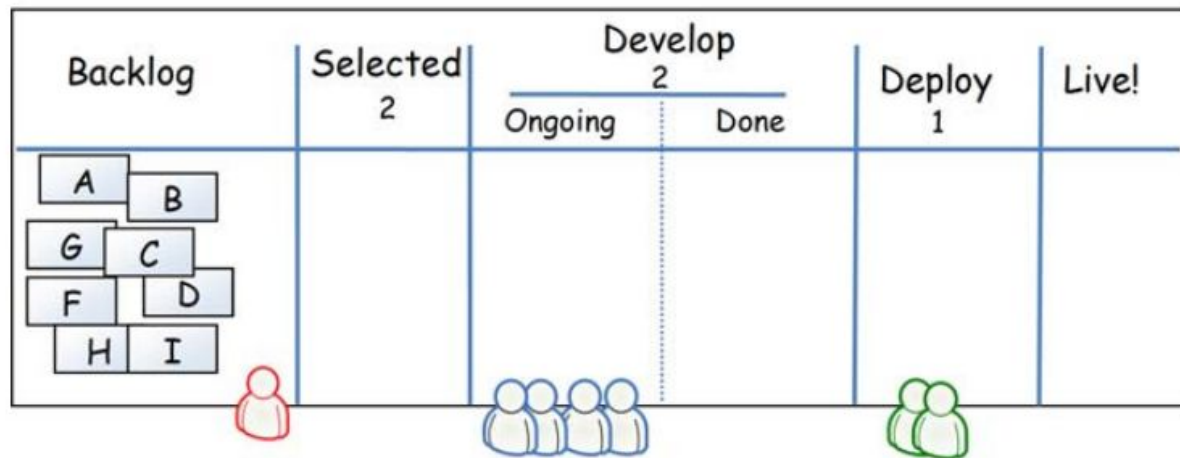 Backlog
Selected
2
Develop
2
Ongoing
Done
Deploy
1
Live!
A
B
G
C
F
D
H
I